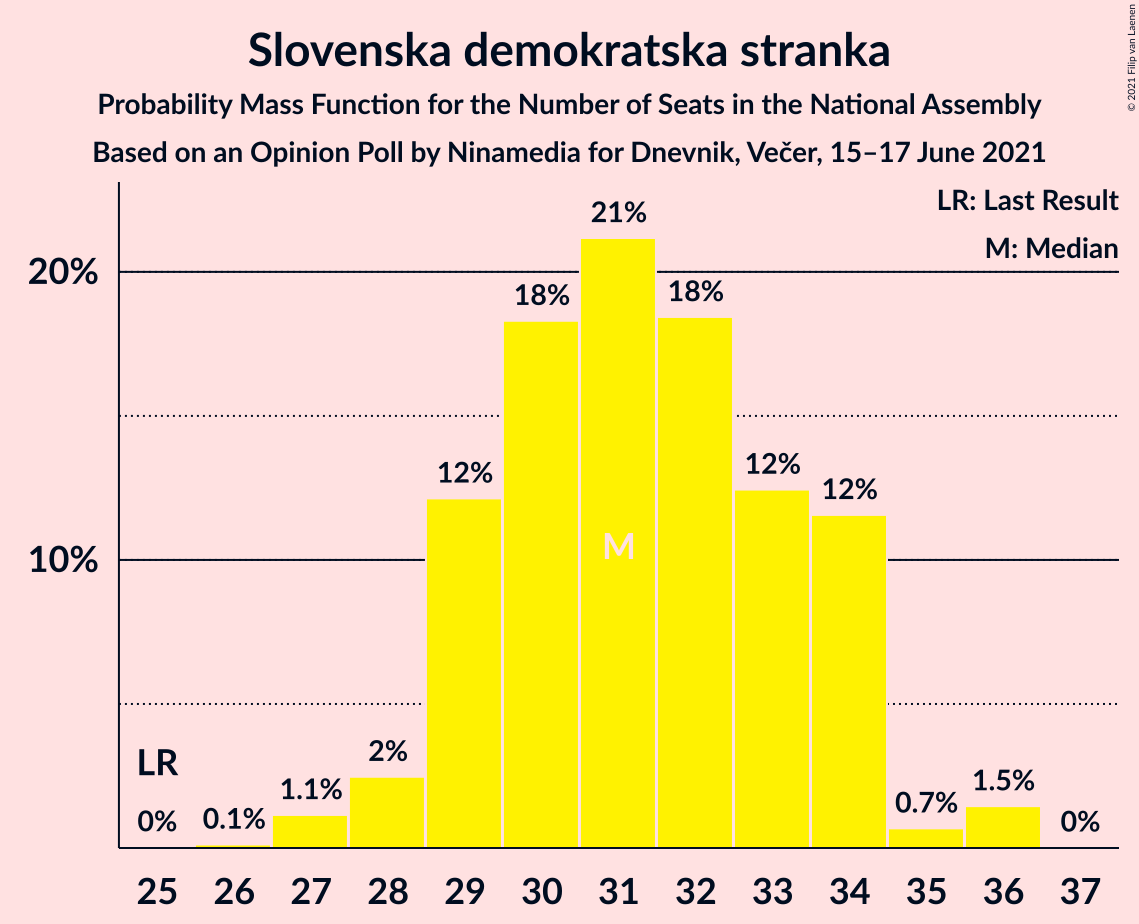 Slovenska demokratska stranka
Probability Mass Function for the Number of Seats in the National Assembly
Based on an Opinion Poll by Ninamedia for Dnevnik, Večer, 15–17 June 2021
© 2021 Filip van Laenen
LR: Last Result
M: Median
20%
10%
LR
0%
0.1%
1.1%
2%
12%
18%
21%
18%
12%
12%
0.7%
1.5%
0%
M
25 26 27 28 29 30 31 32 33 34 35 36 37